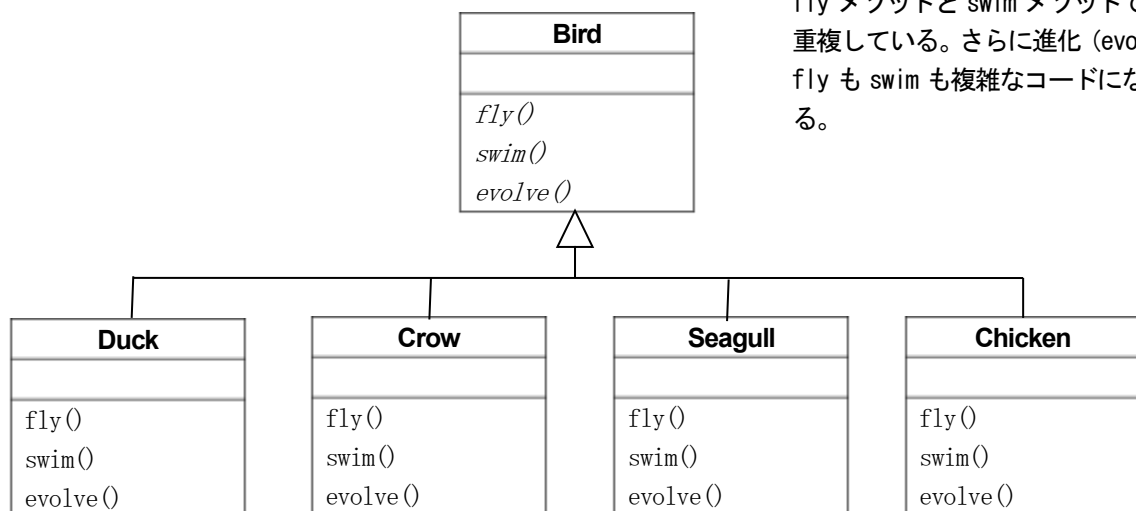 fly メソッドと swim メソッドで
重複している。さらに進化（evo
fly も swim も複雑なコードにな
る。
Bird
fly()
swim()
evolve()
Duck
fly()
swim()
evolve()
Crow
fly()
swim()
evolve()
Seagull
fly()
swim()
evolve()
Chicken
fly()
swim()
evolve()